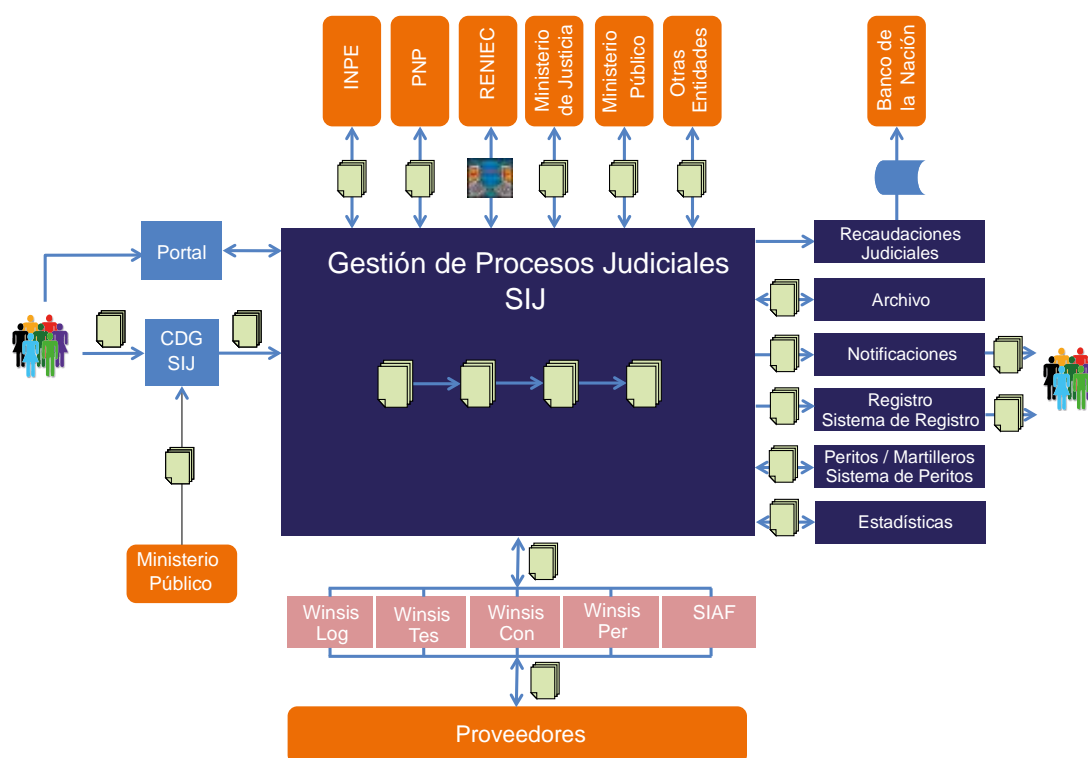 INPE
PNP
RENIEC
Ministerio
de Justicia
Ministerio
Público
Otras
Entidades
Banco de
la Nación
Portal
Gestión de Procesos Judiciales
SIJ
Recaudaciones
Judiciales
Archivo
CDG
SIJ
Notificaciones
Registro
Sistema de Registro
Peritos / Martilleros
Sistema de Peritos
Estadísticas
Ministerio
Público
Winsis
Log
Winsis
Tes
Winsis
Con
Winsis
Per
SIAF
Proveedores